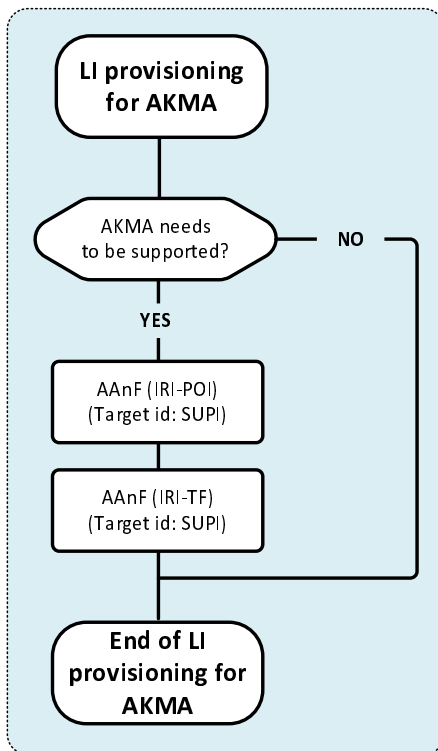 LI provisioning
for AKMA
AKMA needs
to be supported?
NO
YES
AAnF (IRI-POI)
(Target id: SUPI)
AAnF (IRI-TF)
(Target id: SUPI)
End of LI
provisioning for
AKMA